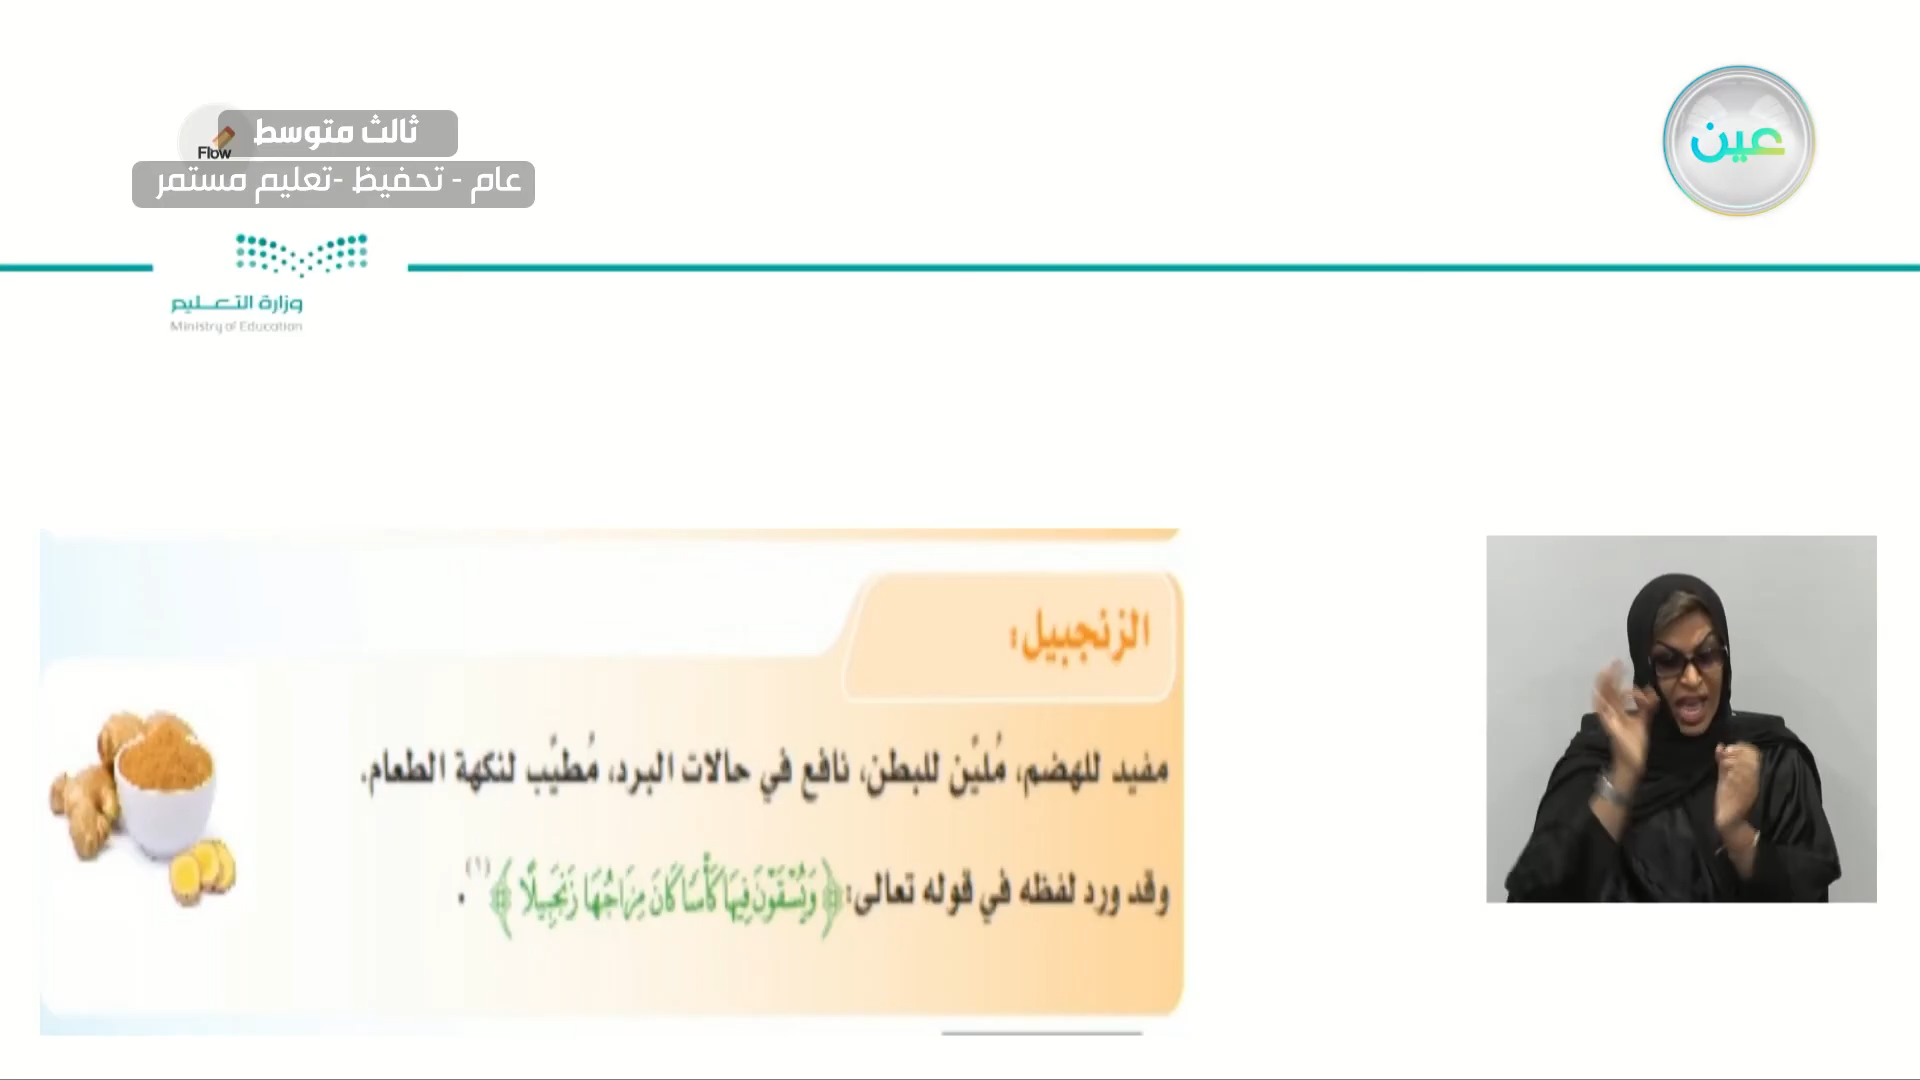 ثالث متوسط
Flow
عام - تحفيظ -تعليم مستمر
عين
وزارة التعليم
Ministry of Education
الزنجبيل:
مفيد للهضم، مُليِّن للبطن، نافع في حالات البرد، مُطيِّب لنكهة الطعام.
وقد ورد لفظه في قوله تعالى: ﴿وَيُسْقَوْنَ فِيهَا كَأْسًا كَانَ مِزَاجُهَا زَنجَبِيلًا﴾(١).